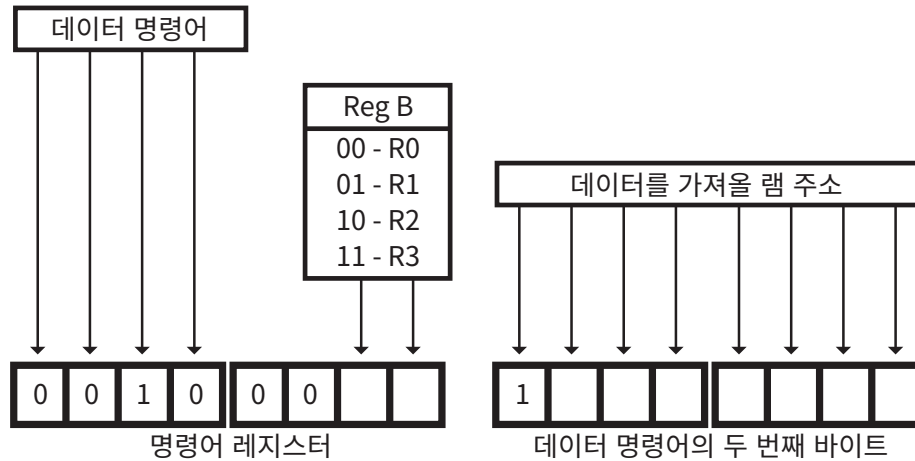 데이터 명령어
Reg B
00 - R0
01 - R1
10 - R2
11 - R3
데이터를 가져올 램 주소
0 0 1 0 0 0
1
명령어 레지스터
데이터 명령어의 두 번째 바이트